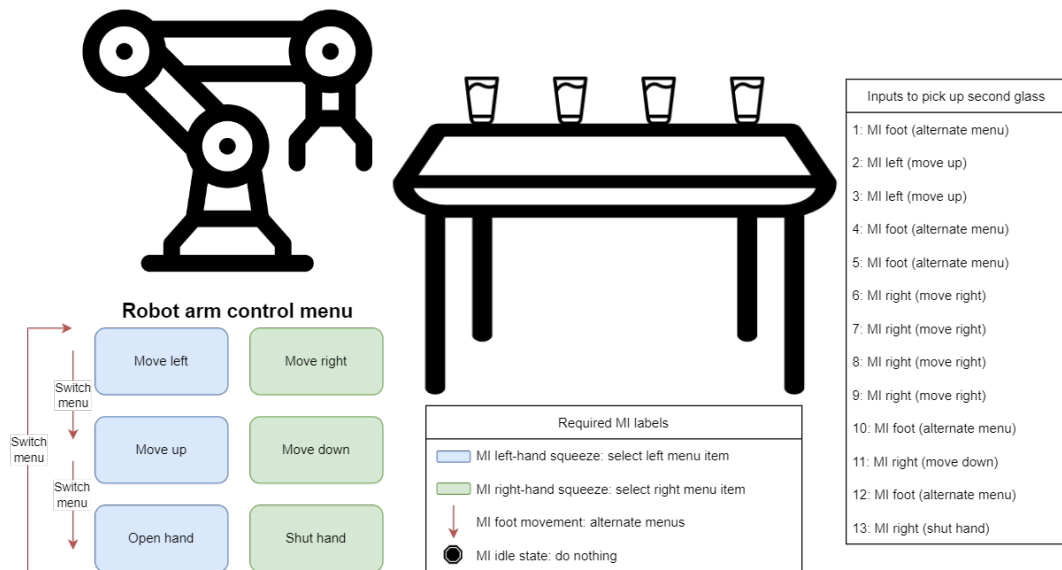 Robot arm control menu
Move left
Move right
Switch
menu
Switch
menu
Move up
Move down
Switch
menu
Open hand
Shut hand
Required MI labels
MI left-hand squeeze: select left menu item
MI right-hand squeeze: select right menu item
MI foot movement: alternate menus
MI idle state: do nothing
Inputs to pick up second glass
1: MI foot (alternate menu)
2: MI left (move up)
3: MI left (move up)
4: MI foot (alternate menu)
5: MI foot (alternate menu)
6: MI right (move right)
7: MI right (move right)
8: MI right (move right)
9: MI right (move right)
10: MI foot (alternate menu)
11: MI right (move down)
12: MI foot (alternate menu)
13: MI right (shut hand)